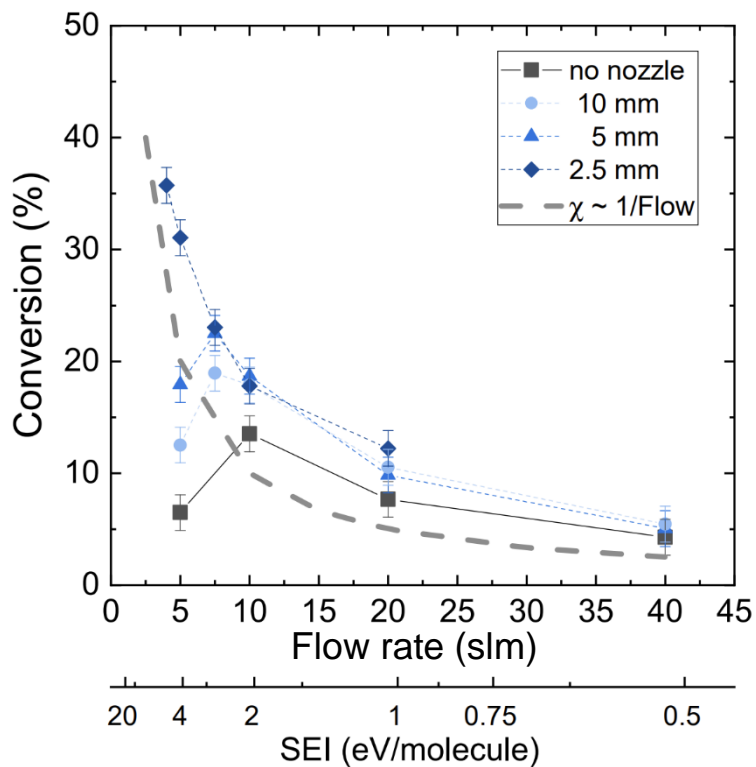 50
40
30
20
10
0
Conversion (%)
no nozzle
10 mm
5 mm
2.5 mm
χ ~ 1/Flow
0 5 10 15 20 25 30 35 40 45
Flow rate (slm)
20 4 2 1 0.75 0.5
SEI (eV/molecule)